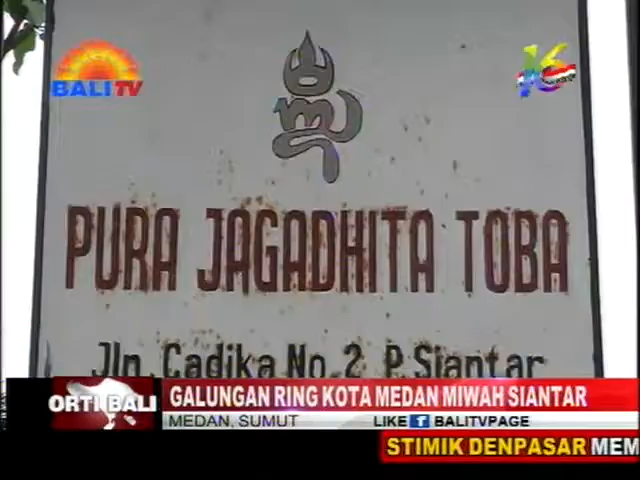 BALI TV
16
ᬒᬁ
PURA JAGADHITA TOBA
Jln. Cadika No. 2 P. Siantar
ORTI BALI
GALUNGAN RING KOTA MEDAN MIWAH SIANTAR
MEDAN, SUMUT
LIKE f BALITVPAGE
STIMIK DENPASAR MEM